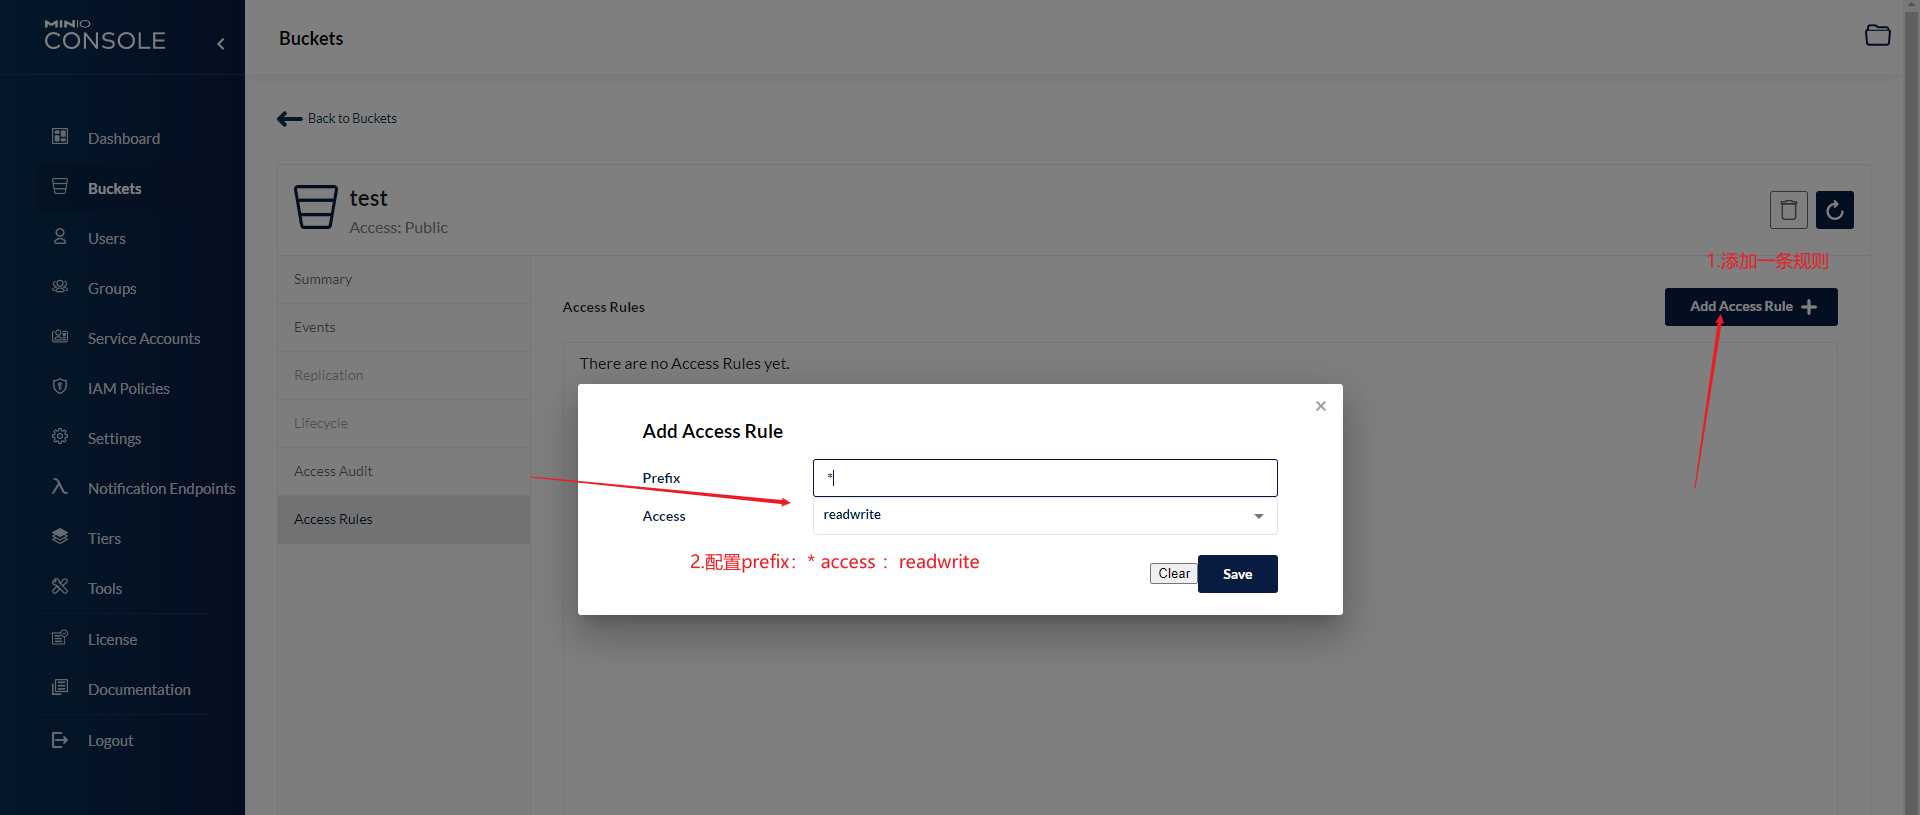 MINIO
CONSOLE
Buckets
Dashboard
Buckets
Users
Groups
Service Accounts
IAM Policies
Settings
Notification Endpoints
Tiers
Tools
License
Documentation
Logout
Back to Buckets
test
Access: Public
Summary
Events
Replication
Lifecycle
Access Audit
Access Rules
1.添加一条规则
Access Rules
Add Access Rule
There are no Access Rules yet.
Add Access Rule
Prefix
*
Access
readwrite
2.配置prefix：* access ：readwrite
Clear
Save